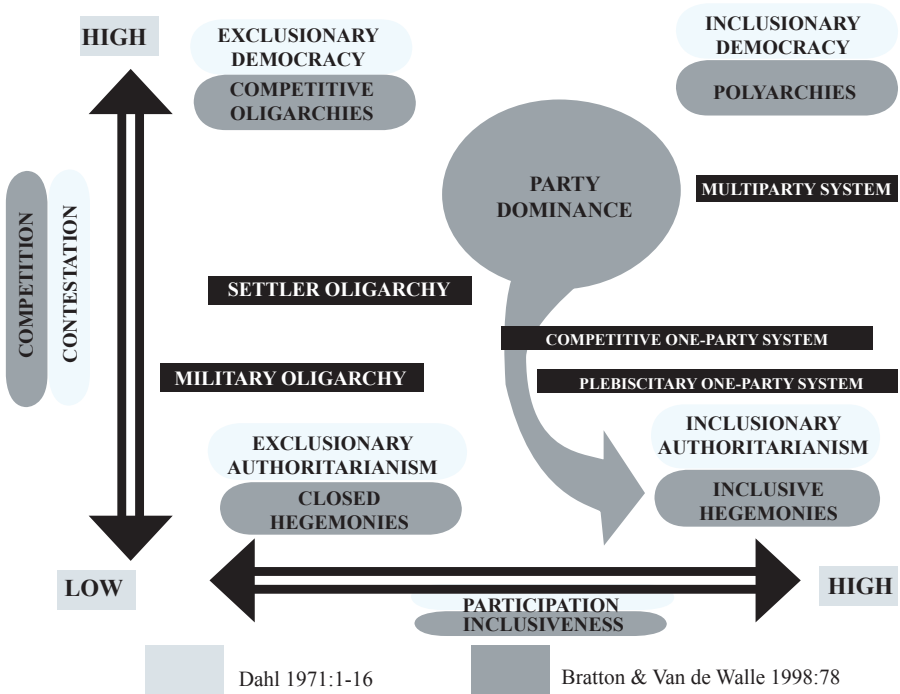 HIGH
EXCLUSIONARY
DEMOCRACY
COMPETITIVE
OLIGARCHIES
INCLUSIONARY
DEMOCRACY
POLYARCHIES
PARTY
DOMINANCE
MULTIPARTY SYSTEM
COMPETITION
CONTESTATION
SETTLER OLIGARCHY
COMPETITIVE ONE-PARTY SYSTEM
MILITARY OLIGARCHY
PLEBISCITARY ONE-PARTY SYSTEM
EXCLUSIONARY
AUTHORITARIANISM
CLOSED
HEGEMONIES
INCLUSIONARY
AUTHORITARIANISM
INCLUSIVE
HEGEMONIES
LOW
HIGH
PARTICIPATION
INCLUSIVENESS
Dahl 1971:1-16
Bratton & Van de Walle 1998:78